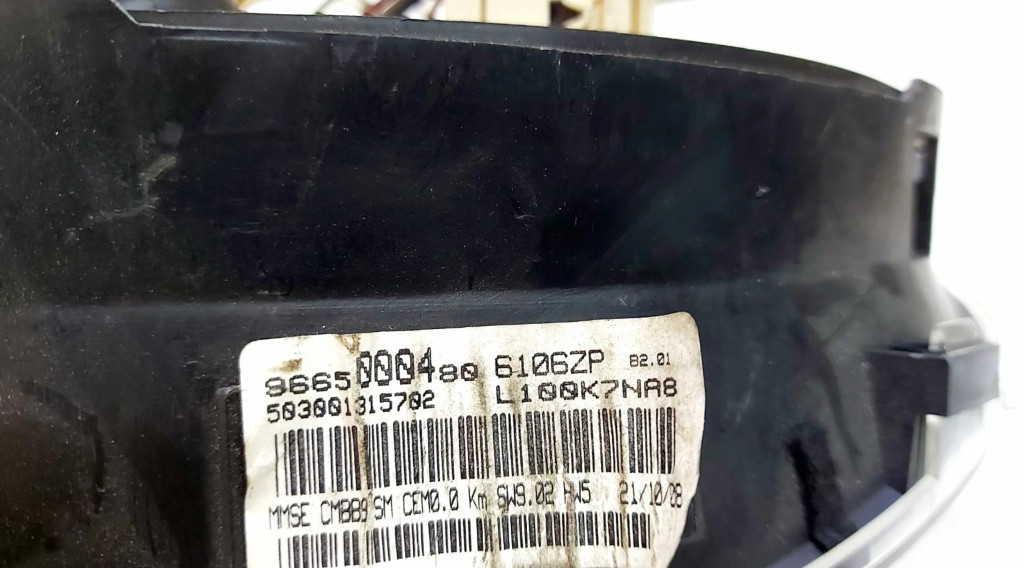 9665000480 6106ZP 82.01
503001315702 L100K7NA8
MMSE CMBB9 SM CEM0.0 Km SW9.02 HW5 21/10/08